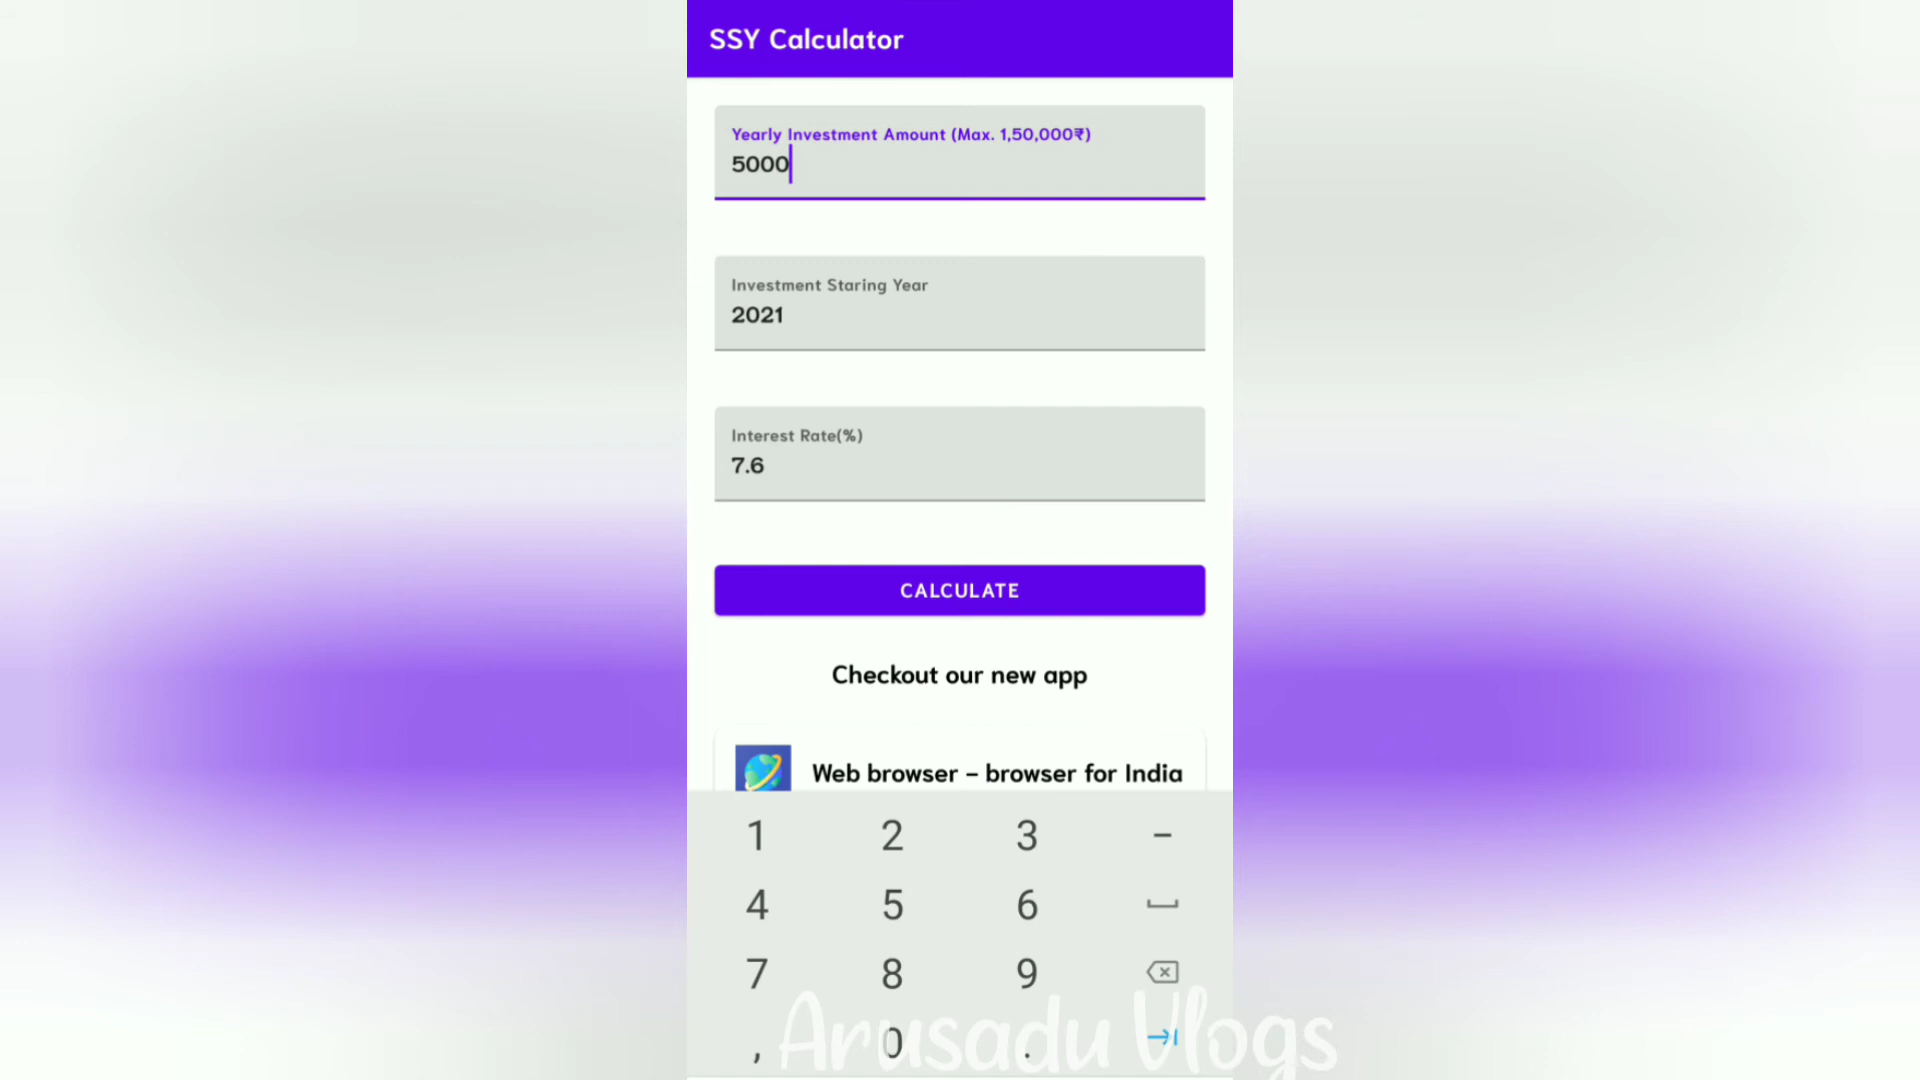 SSY Calculator
Yearly Investment Amount (Max. 1,50,000₹)
5000
Investment Staring Year
2021
Interest Rate(%)
7.6
CALCULATE
Checkout our new app
Web browser – browser for India
1 2 3 –
4 5 6
7 8 9
, 0 .
Arusadu Vlogs